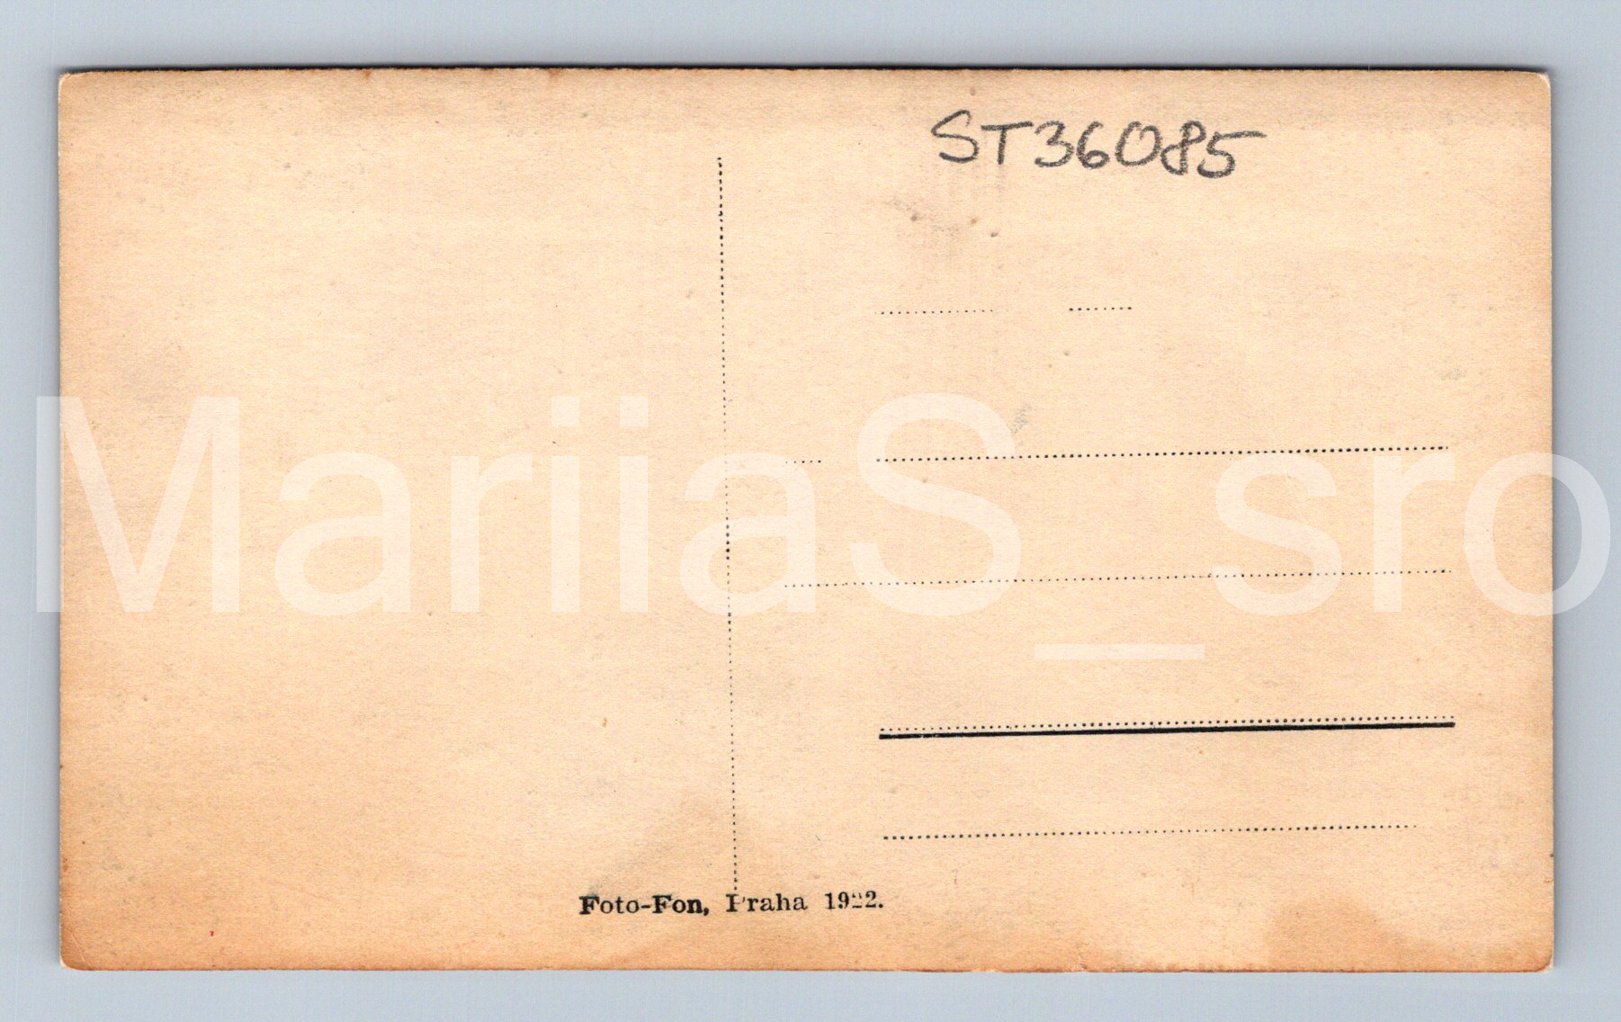 ST36085
MariiaS_sro
Foto-Fon, Praha 1922.